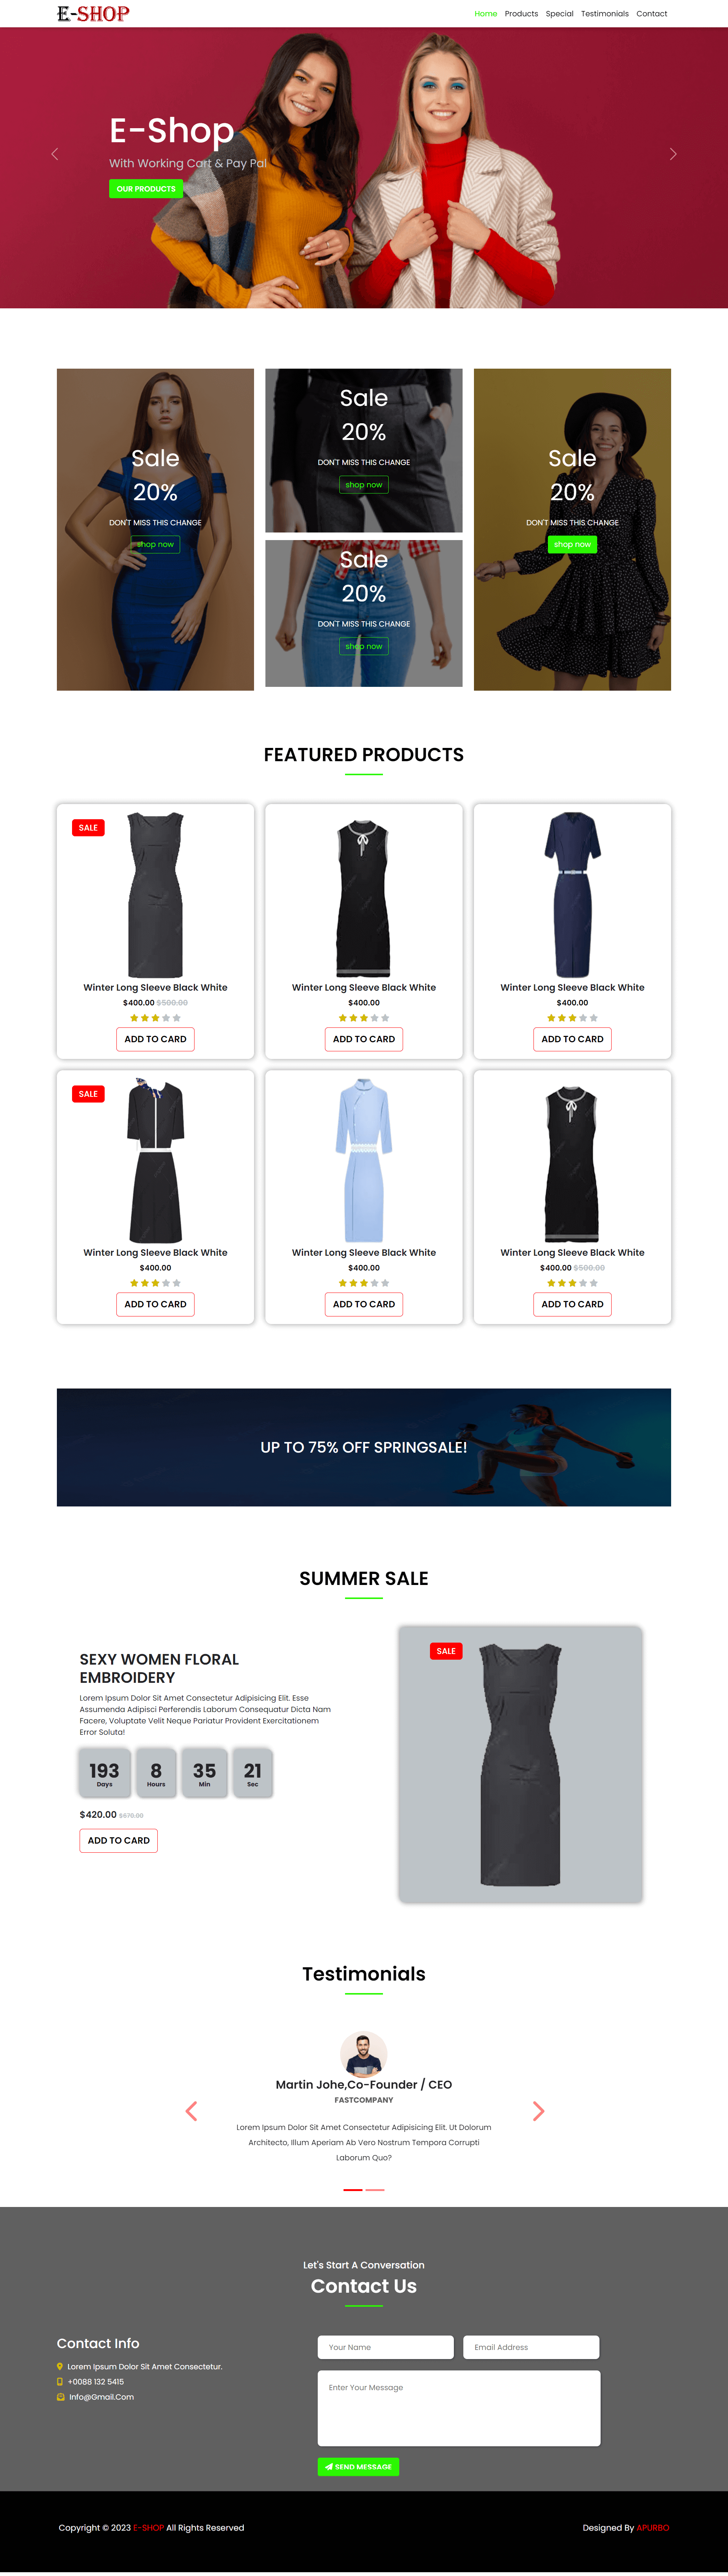 E-SHOP
Home Products Special Testimonials Contact
E-Shop
With Working Cart & Pay Pal
OUR PRODUCTS
Sale
20%
DON'T MISS THIS CHANGE
shop now
Sale
20%
DON'T MISS THIS CHANGE
shop now
Sale
20%
DON'T MISS THIS CHANGE
shop now
Sale
20%
DON'T MISS THIS CHANGE
shop now
FEATURED PRODUCTS
SALE
Winter Long Sleeve Black White
$400.00 $500.00
ADD TO CARD
Winter Long Sleeve Black White
$400.00
ADD TO CARD
Winter Long Sleeve Black White
$400.00
ADD TO CARD
SALE
Winter Long Sleeve Black White
$400.00
ADD TO CARD
Winter Long Sleeve Black White
$400.00
ADD TO CARD
Winter Long Sleeve Black White
$400.00 $500.00
ADD TO CARD
UP TO 75% OFF SPRINGSALE!
SUMMER SALE
SEXY WOMEN FLORAL
EMBROIDERY
Lorem Ipsum Dolor Sit Amet Consectetur Adipisicing Elit. Esse
Assumenda Adipisci Perferendis Laborum Consequatur Dicta Nam
Facere, Voluptate Velit Neque Pariatur Provident Exercitationem
Error Soluta!
193 8 35 21
Days Hours Min Sec
$420.00 $570.00
ADD TO CARD
SALE
Testimonials
Martin Johe,Co-Founder / CEO
FASTCOMPANY
Lorem Ipsum Dolor Sit Amet Consectetur Adipisicing Elit. Ut Dolorum
Architecto, Illum Aperiam Ab Vero Nostrum Tempora Corrupti
Laborum Quo?
Let's Start A Conversation
Contact Us
Contact Info
Lorem Ipsum Dolor Sit Amet Consectetur.
+0088 132 5415
Info@Gmail.Com
Your Name
Email Address
Enter Your Message
SEND MESSAGE
Copyright © 2023 E-SHOP All Rights Reserved
Designed By APURBO